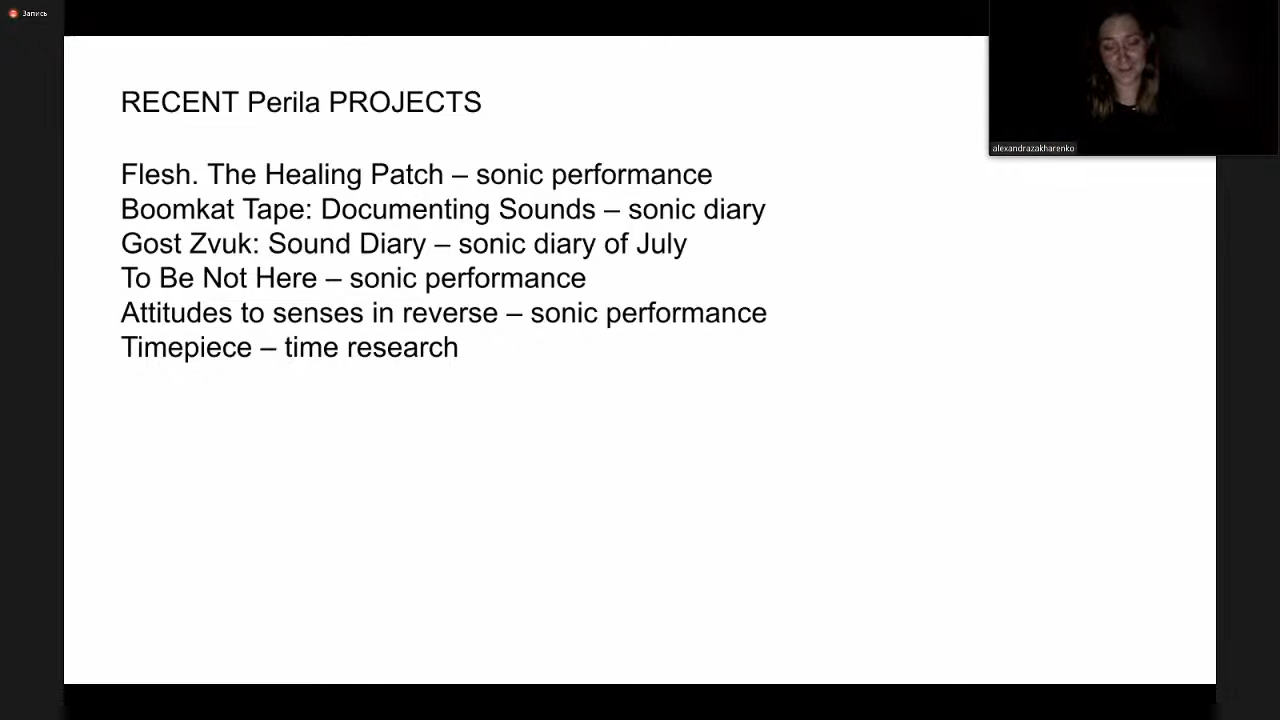 Запись
RECENT Perila PROJECTS
Flesh. The Healing Patch – sonic performance
Boomkat Tape: Documenting Sounds – sonic diary
Gost Zvuk: Sound Diary – sonic diary of July
To Be Not Here – sonic performance
Attitudes to senses in reverse – sonic performance
Timepiece – time research
alexandrazakharenko